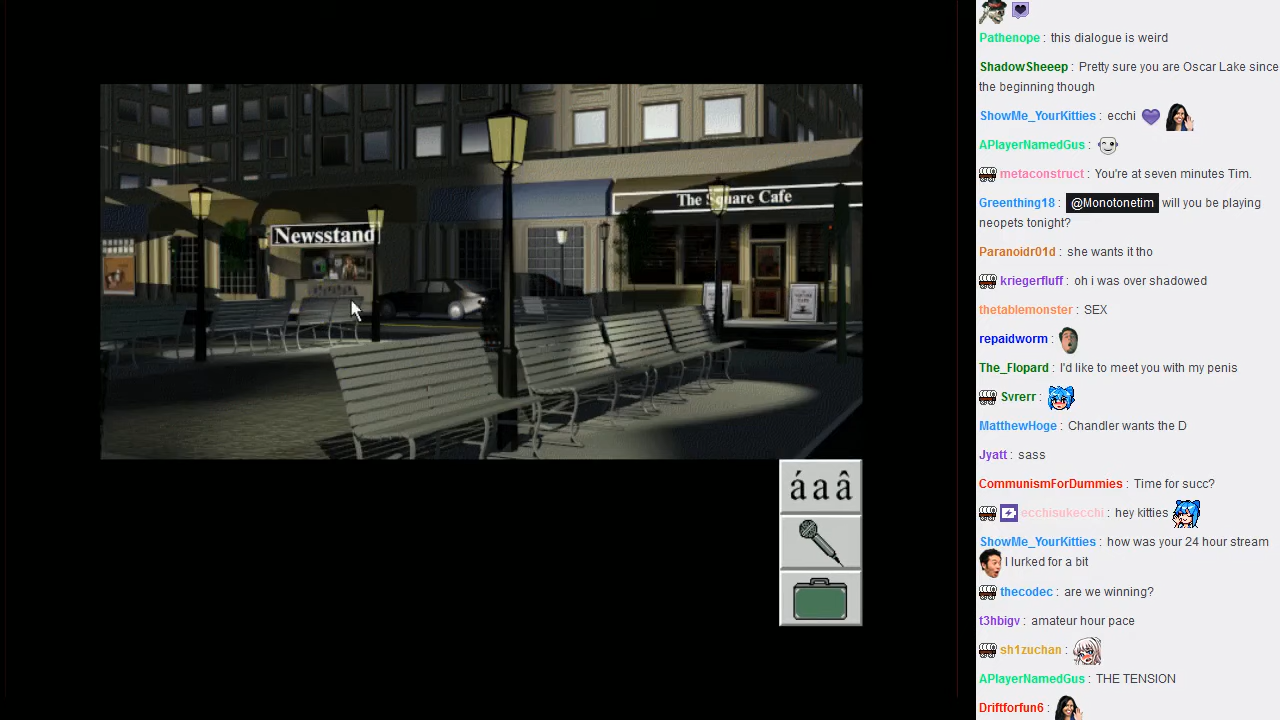 Pathenope : this dialogue is weird
ShadowSheeep : Pretty sure you are Oscar Lake since
the beginning though
ShowMe_YourKitties : ecchi
APlayerNamedGus :
metaconstruct : You're at seven minutes Tim.
Greenthing18 : @Monotonetim will you be playing
neopets tonight?
Paranoidr01d : she wants it tho
kriegerfluff : oh i was over shadowed
thetablemonster : SEX
repaidworm :
The_Flopard : I'd like to meet you with my penis
Svrerr :
MatthewHoge : Chandler wants the D
Jyatt : sass
CommunismForDummies : Time for succ?
ecchisukecchi : hey kitties
ShowMe_YourKitties : how was your 24 hour stream
I lurked for a bit
thecodec : are we winning?
t3hbigv : amateur hour pace
sh1zuchan :
APlayerNamedGus : THE TENSION
Driftforfun6 :
The Square Cafe
Newsstand
á a â